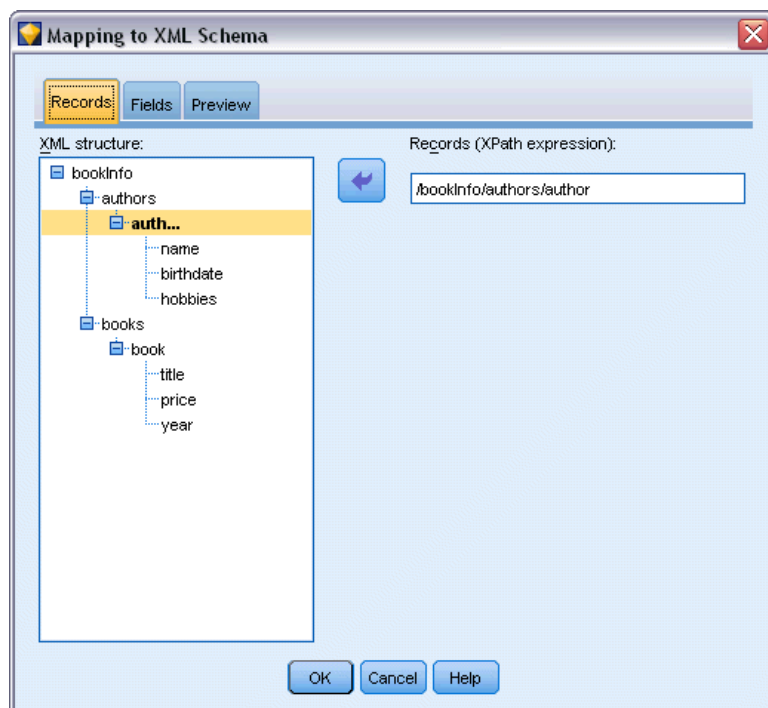 Mapping to XML Schema
Records Fields Preview
XML structure:
Records (XPath expression):
/bookInfo/authors/author
bookInfo
authors
auth...
name
birthdate
hobbies
books
book
title
price
year
OK Cancel Help